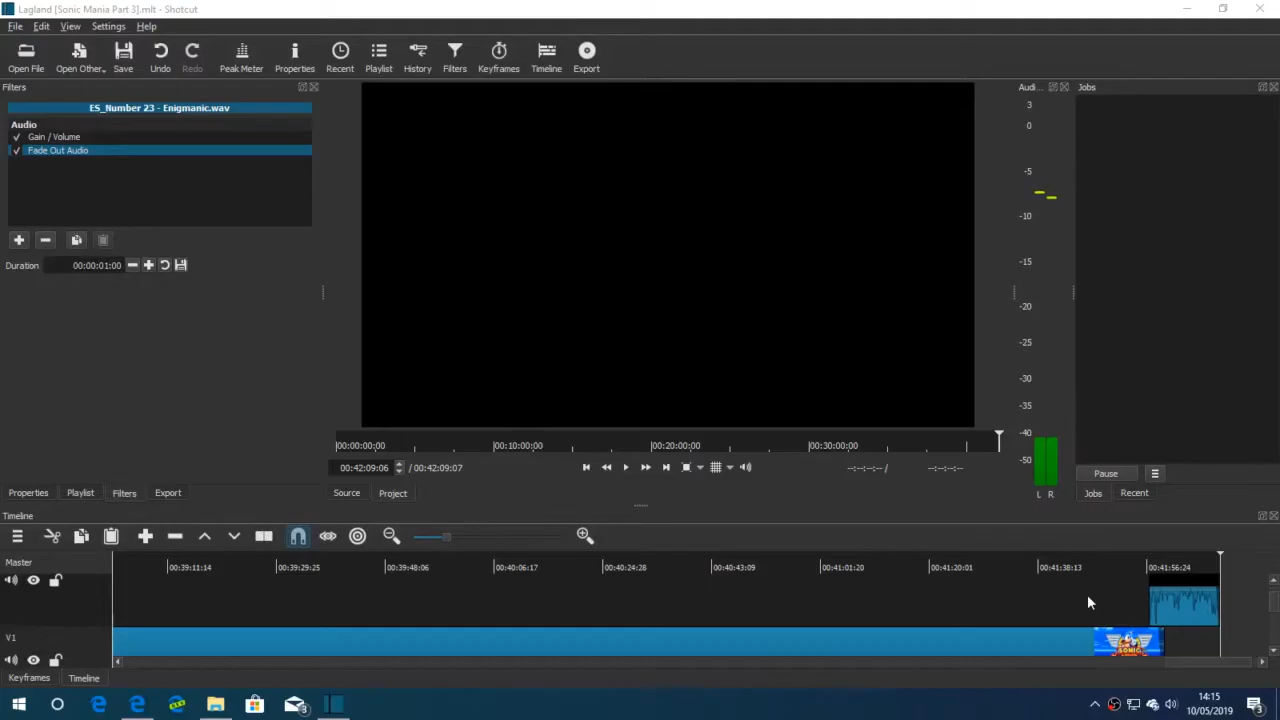 Lagland [Sonic Mania Part 3].mlt - Shotcut
File Edit View Settings Help
Open File Open Other... Save Undo Redo Peak Meter Properties Recent Playlist History Filters Keyframes Timeline Export
Filters
ES_Number 23 - Enigmanic.wav
Audio
Gain / Volume
Fade Out Audio
Duration 00:00:01:00
Audi...
3
0
-5
-10
-15
-20
-25
-30
-35
-40
-50
L R
Jobs
00:00:00;00 00:10:00;00 00:20:00;00 00:30:00;00
00:42:09:06 / 00:42:09;07 --:--:--:-- / --:--:--:--
Pause
Properties Playlist Filters Export
Source Project
Jobs Recent
Timeline
Master
00:39:11:14 00:39:29:25 00:39:48:06 00:40:06:17 00:40:24:28 00:40:43:09 00:41:01:20 00:41:20:01 00:41:38:13 00:41:56:24
V1
SONIC
Keyframes Timeline
3
14:15
10/05/2019
3